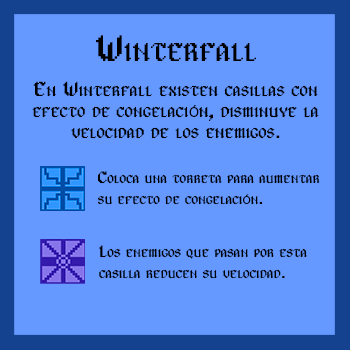 Winterfall
En Winterfall existen casillas con
efecto de congelación, disminuye la
velocidad de los enemigos.
Coloca una torreta para aumentar
su efecto de congelación.
Los enemigos que pasan por esta
casilla reducen su velocidad.